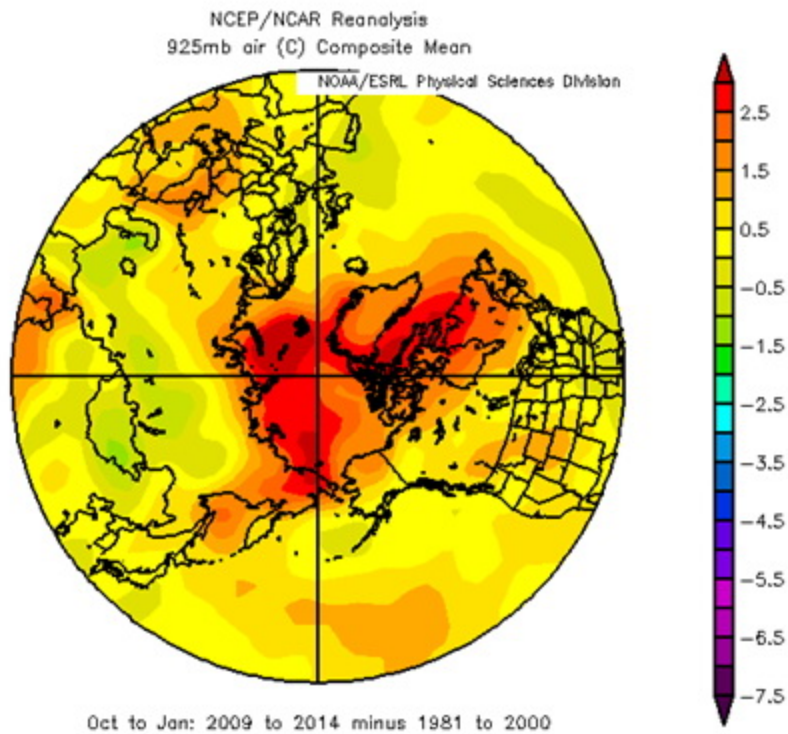 NCEP/NCAR Reanalysis
925mb air (C) Composite Mean
NOAA/ESRL Physical Sciences Division
2.5
1.5
0.5
-0.5
-1.5
-2.5
-3.5
-4.5
-5.5
-6.5
-7.5
Oct to Jan: 2009 to 2014 minus 1981 to 2000